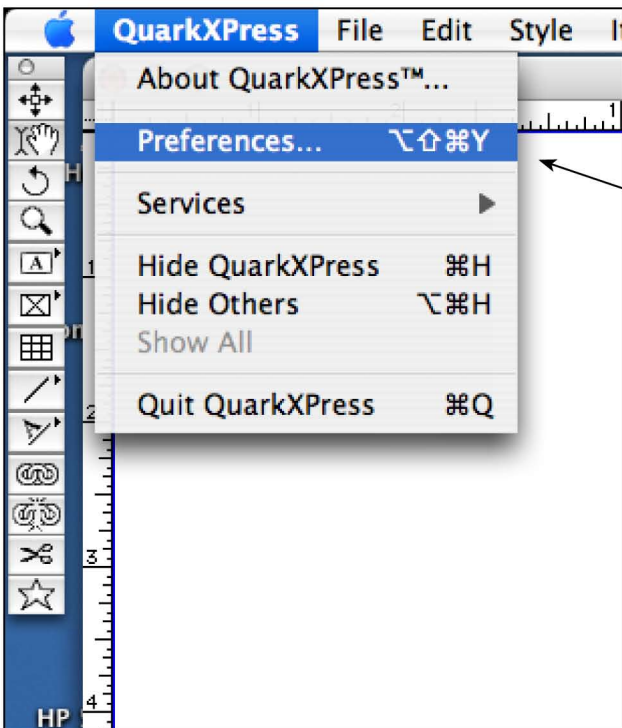 QuarkXPress File Edit Style
About QuarkXPress™...
Preferences... ⌥⇧⌘Y
Services
Hide QuarkXPress ⌘H
Hide Others ⌥⌘H
Show All
Quit QuarkXPress ⌘Q
1
1
2
3
4
HP